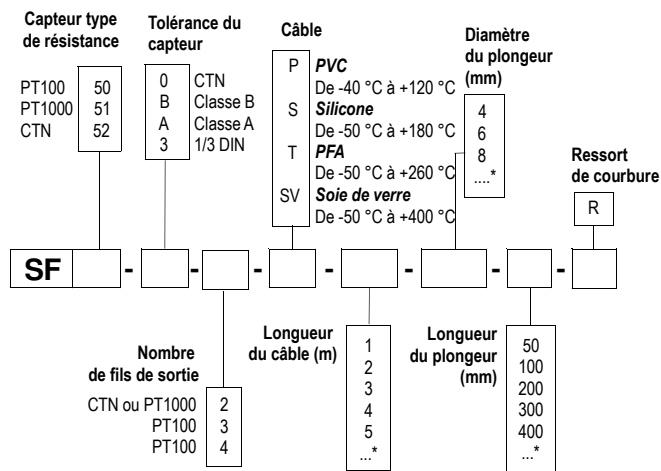 Capteur type
de résistance
PT100 50
PT1000 51
CTN 52
Tolérance du
capteur
0 CTN
B Classe B
A Classe A
3 1/3 DIN
Câble
P PVC
De -40 °C à +120 °C
S Silicone
De -50 °C à +180 °C
T PFA
De -50 °C à +260 °C
SV Soie de verre
De -50 °C à +400 °C
Diamètre
du plongeur
(mm)
4
6
8
....*
Ressort
de courbure
R
SF - - - - - - -
Nombre
de fils de sortie
CTN ou PT1000 2
PT100 3
PT100 4
Longueur
du câble (m)
1
2
3
4
5
...*
Longueur
du plongeur
(mm)
50
100
200
300
400
...*